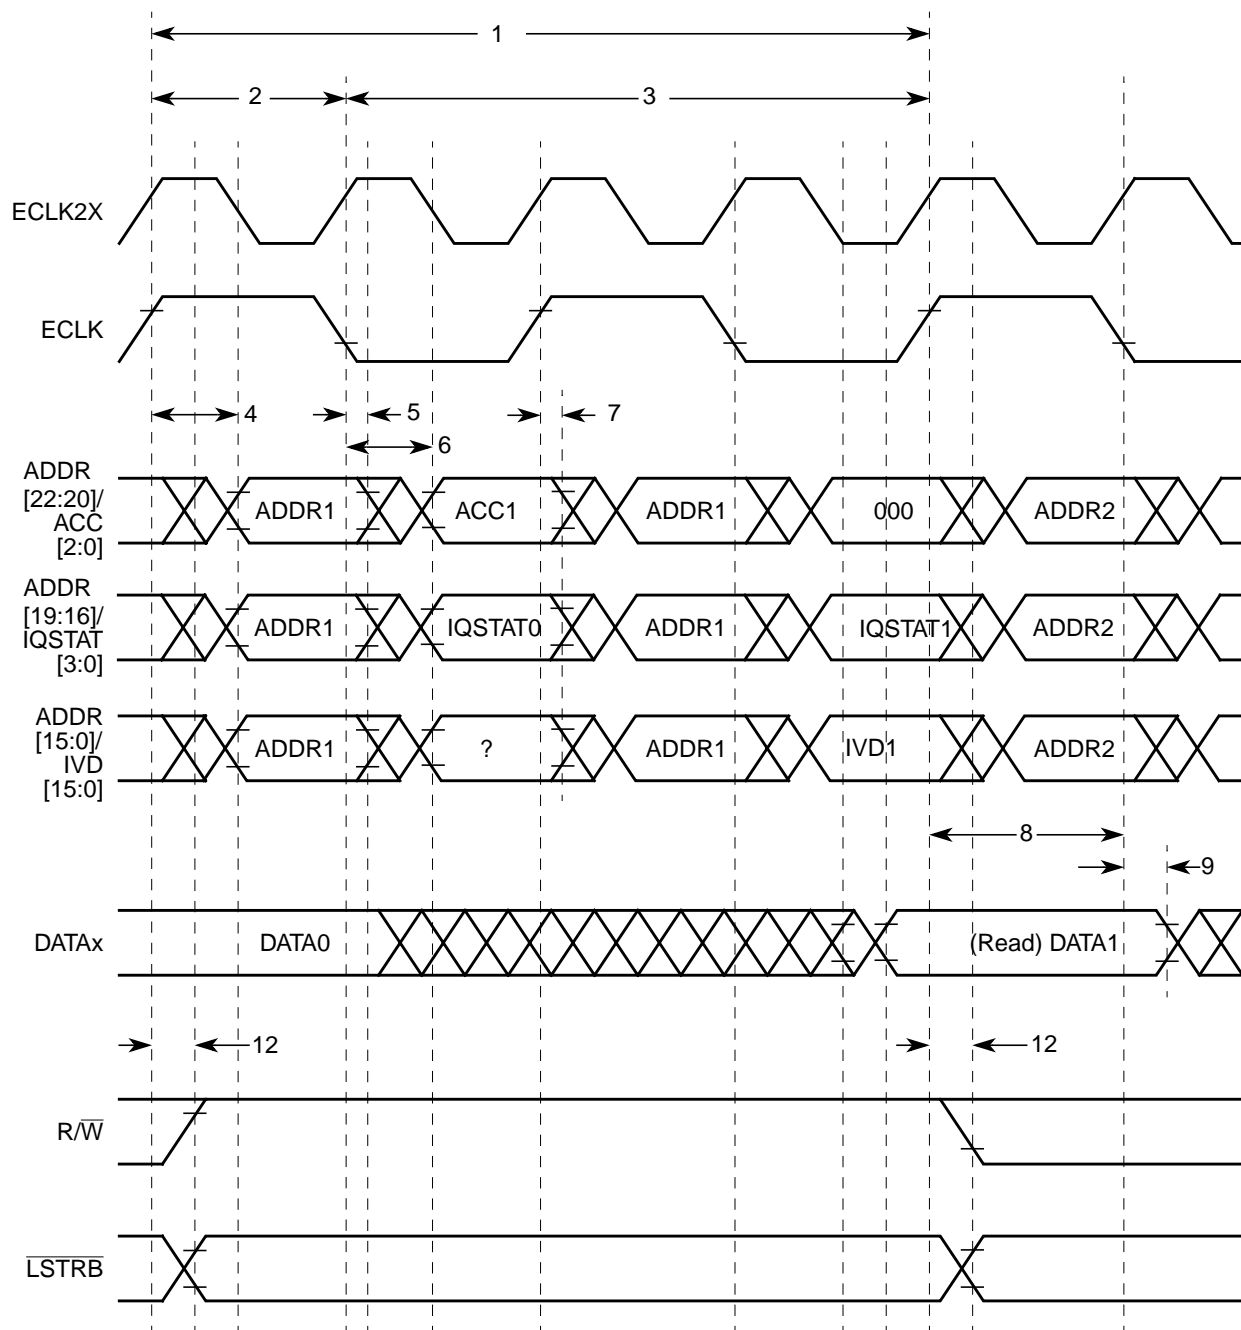 1
2
3
ECLK2X
ECLK
4
5
7
6
ADDR
[22:20]/
ACC
[2:0]
ADDR1
ACC1
ADDR1
000
ADDR2
ADDR
[19:16]/
IQSTAT
[3:0]
ADDR1
IQSTAT0
ADDR1
IQSTAT1
ADDR2
ADDR
[15:0]/
IVD
[15:0]
ADDR1
?
ADDR1
IVD1
ADDR2
8
9
DATAx
DATA0
(Read) DATA1
12
12
R/W̅
L̅S̅T̅R̅B̅